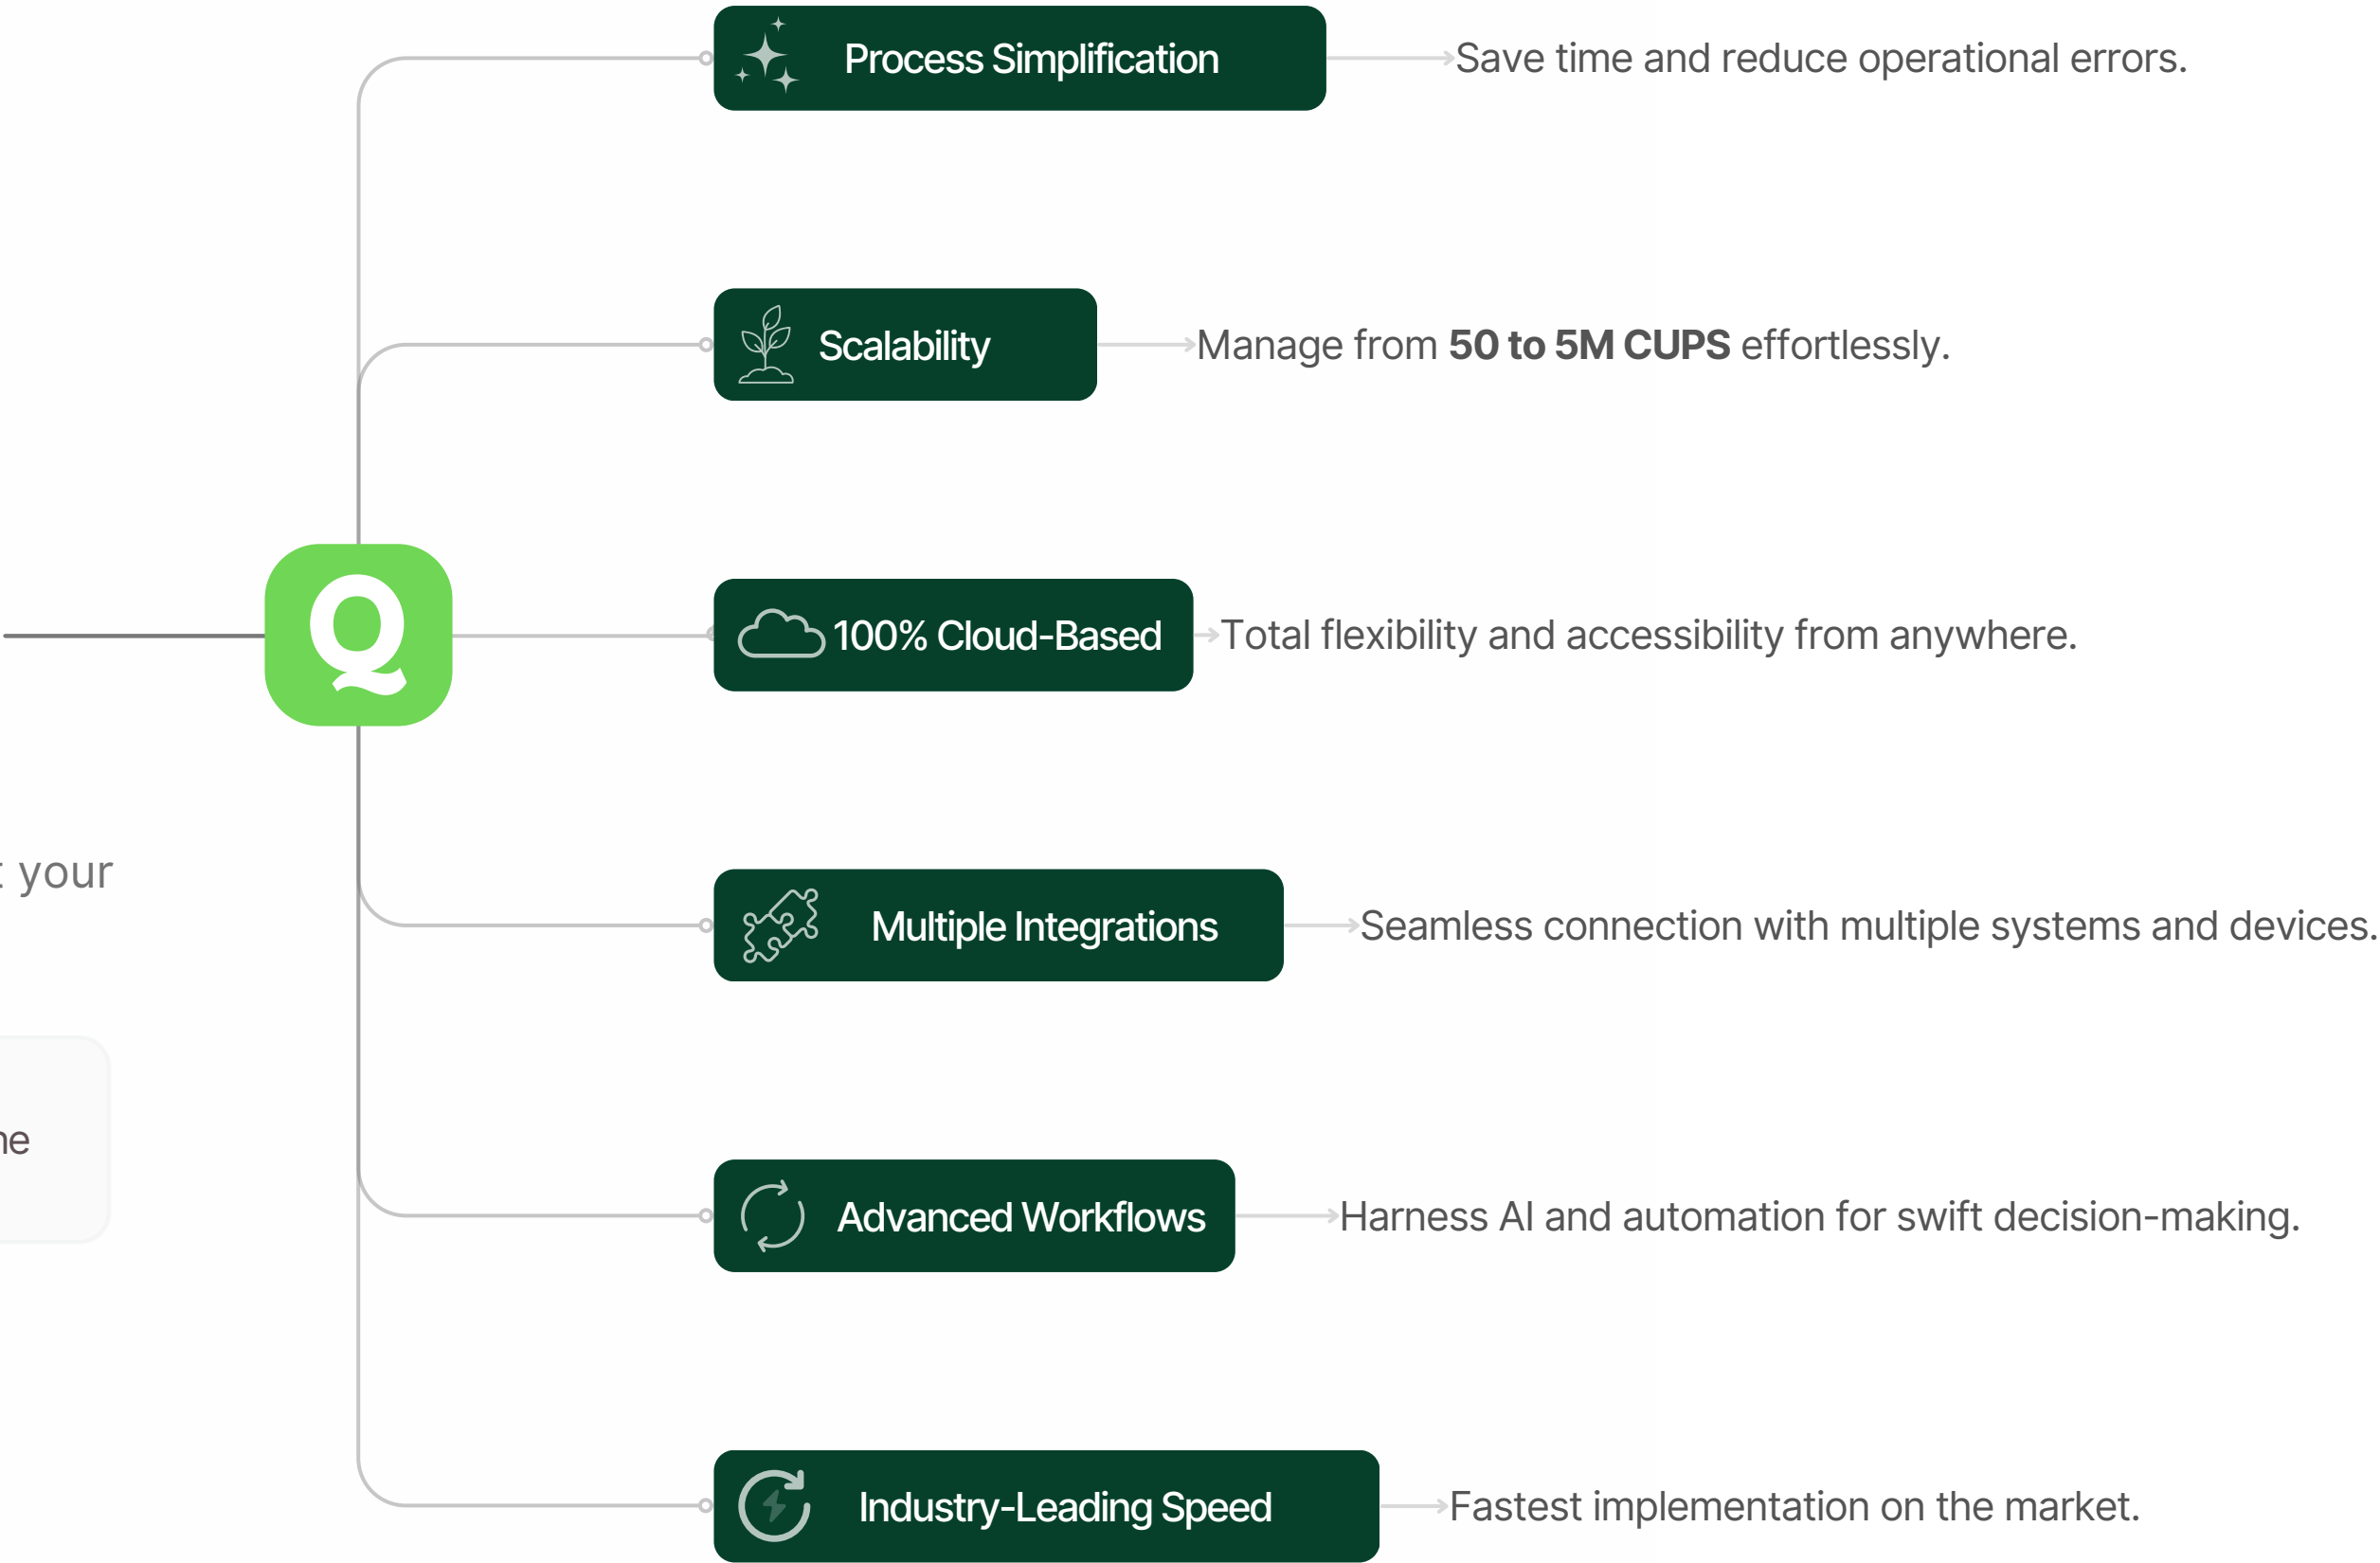 Process Simplification
Save time and reduce operational errors.
Scalability
Manage from 50 to 5M CUPS effortlessly.
Q
100% Cloud-Based
Total flexibility and accessibility from anywhere.
your
Multiple Integrations
Seamless connection with multiple systems and devices.
Advanced Workflows
Harness AI and automation for swift decision-making.
Industry-Leading Speed
Fastest implementation on the market.